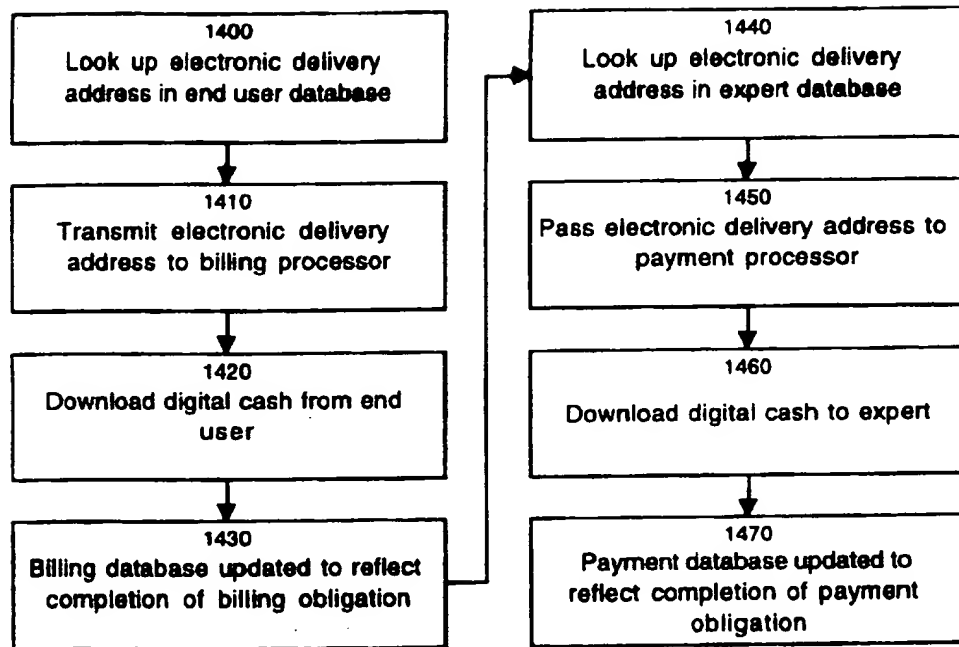 1400
Look up electronic delivery
address in end user database
1410
Transmit electronic delivery
address to billing processor
1420
Download digital cash from end
user
1430
Billing database updated to reflect
completion of billing obligation
1440
Look up electronic delivery
address in expert database
1450
Pass electronic delivery address to
payment processor
1460
Download digital cash to expert
1470
Payment database updated to
reflect completion of payment
obligation